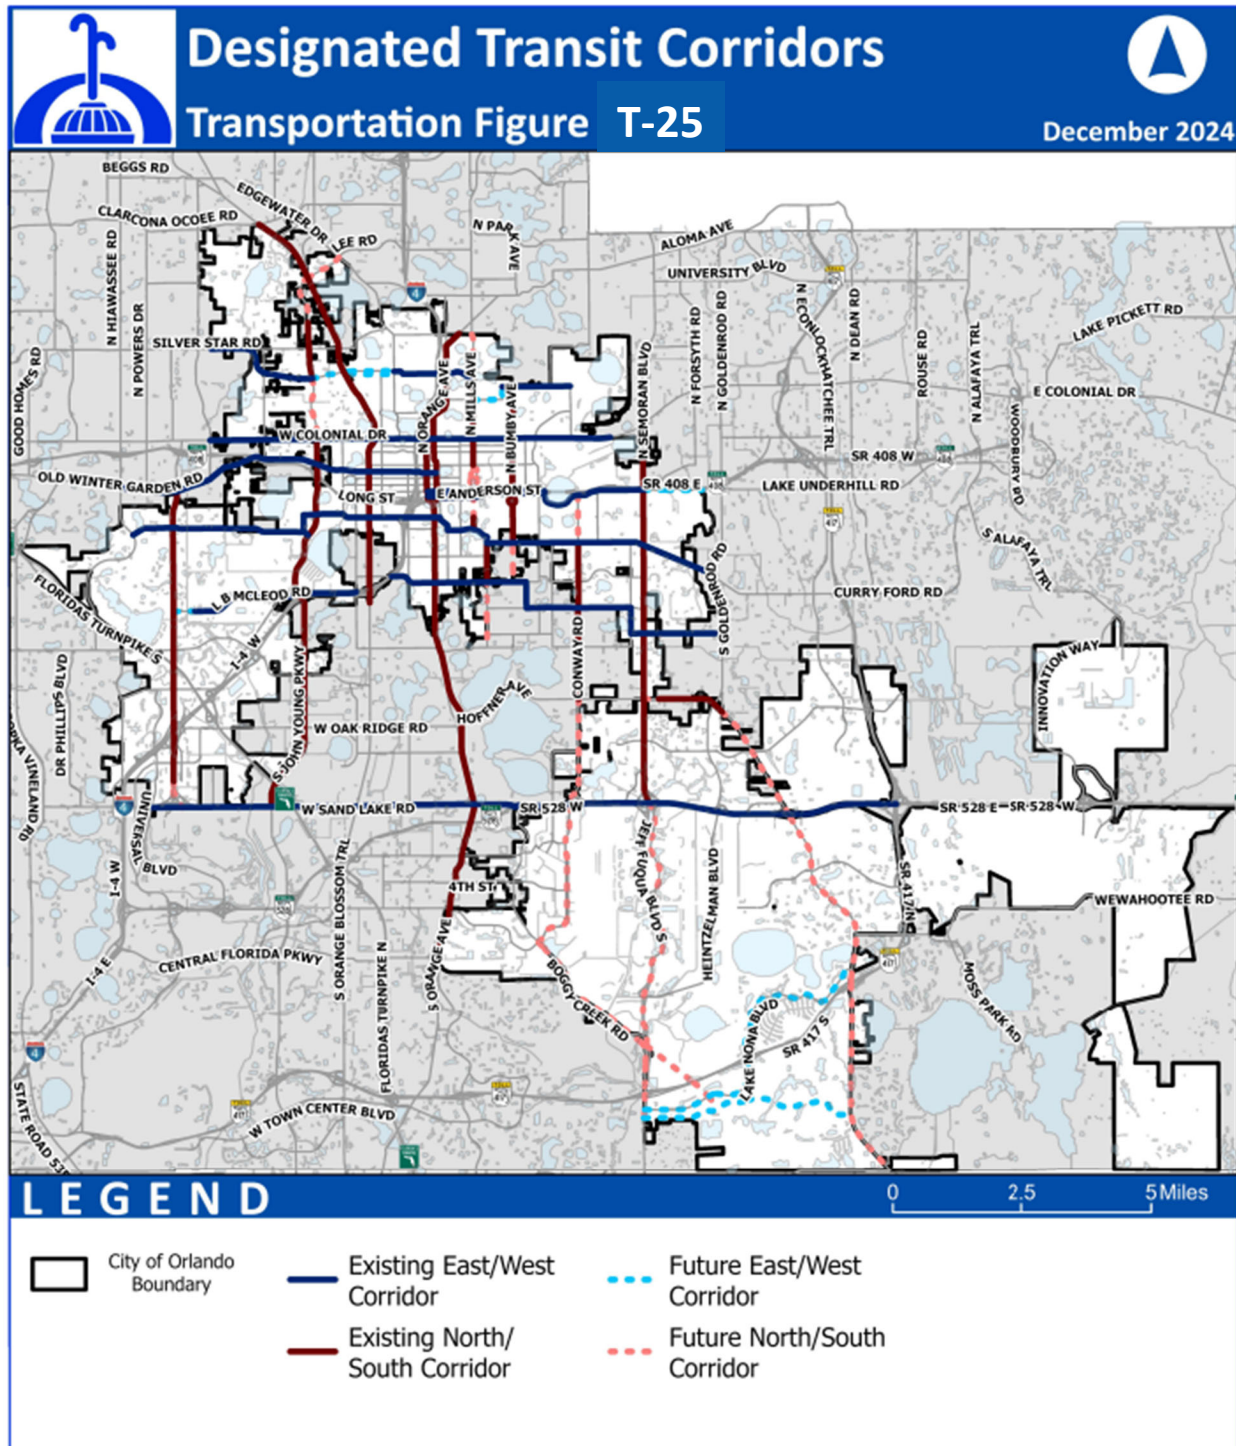 Designated Transit Corridors
Transportation Figure T-25
December 2024
BEGGS RD
EDGEWATER DR
CLARCONA OCOEE RD
LEE RD
N PARK AVE
ALOMA AVE
UNIVERSITY BLVD
N HIAWASSEE RD
N POWERS DR
4
N ECONLOCKHATCHEE TRL
N DEAN RD
N FORSYTH RD
N GOLDENROD RD
LAKE PICKETT RD
SILVER STAR RD
GOOD HOMES RD
N ORANGE AVE
N MILLS AVE
N BUMBY AVE
N SEMORAN BLVD
ROUSE RD
N ALAFAYA TRL
E COLONIAL DR
WOODBURY RD
W COLONIAL DR
SR 408 W
OLD WINTER GARDEN RD
LONG ST
E ANDERSON ST
SR 408 E
LAKE UNDERHILL RD
S ALAFAYA TRL
FLORIDAS TURNPIKE S
L B MCLEOD RD
CURRY FORD RD
S GOLDENROD RD
I-4 W
DR PHILLIPS BLVD
S JOHN YOUNG PKWY
CONWAY RD
HOFFNER AVE
W OAK RIDGE RD
INNOVATION WAY
VINELAND RD
4
W SAND LAKE RD
SR 528 W
SR 528 E
SR 528 W
UNIVERSAL BLVD
I-4 W
S ORANGE BLOSSOM TRL
4TH ST
JEFF FUQUA BLVD S
HEINTZELMAN BLVD
SR 417 N
WEWAHOOTEE RD
I-4 E
CENTRAL FLORIDA PKWY
FLORIDAS TURNPIKE N
S ORANGE AVE
BOGGY CREEK RD
LAKE NONA BLVD
SR 417 S
MOSS PARK RD
4
STATE ROAD 535
W TOWN CENTER BLVD
LEGEND
0 2.5 5 Miles
City of Orlando
Boundary
Existing East/West
Corridor
Existing North/
South Corridor
Future East/West
Corridor
Future North/South
Corridor